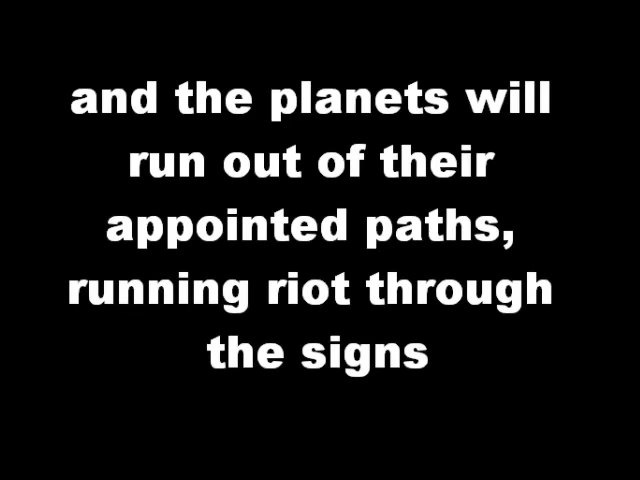 and the planets will
run out of their
appointed paths,
running riot through
the signs